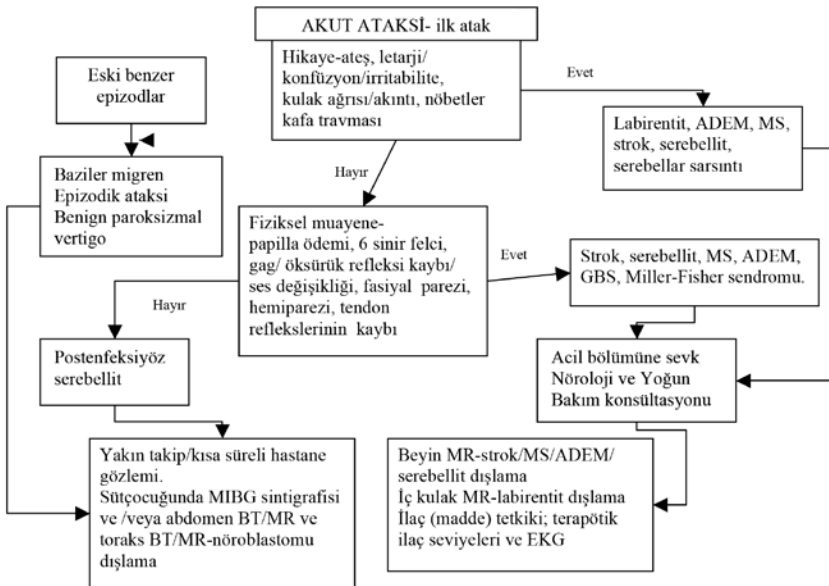 AKUT ATAKSİ- ilk atak
Hikaye-ateş, letarji/
konfüzyon/irritabilite,
kulak ağrısı/akıntı, nöbetler
kafa travması
Eski benzer
epizodlar
Evet
Labirentit, ADEM, MS,
strok, serebellit,
serebellar sarsıntı
Baziler migren
Epizodik ataksi
Benign paroksizmal
vertigo
Hayır
Fiziksel muayene-
papilla ödemi, 6 sinir felci,
gag/ öksürük refleksi kaybı/
ses değişikliği, fasiyal parezi,
hemiparezi, tendon
reflekslerinin kaybı
Evet
Strok, serebellit, MS, ADEM,
GBS, Miller-Fisher sendromu.
Hayır
Postenfeksiyöz
serebellit
Acil bölümüne sevk
Nöroloji ve Yoğun
Bakım konsültasyonu
Yakın takip/kısa süreli hastane
gözlemi.
Sütçocuğunda MIBG sintigrafisi
ve /veya abdomen BT/MR ve
toraks BT/MR-nöroblastomu
dışlama
Beyin MR-strok/MS/ADEM/
serebellit dışlama
İç kulak MR-labirentit dışlama
İlaç (madde) tetkiki; terapötik
ilaç seviyeleri ve EKG